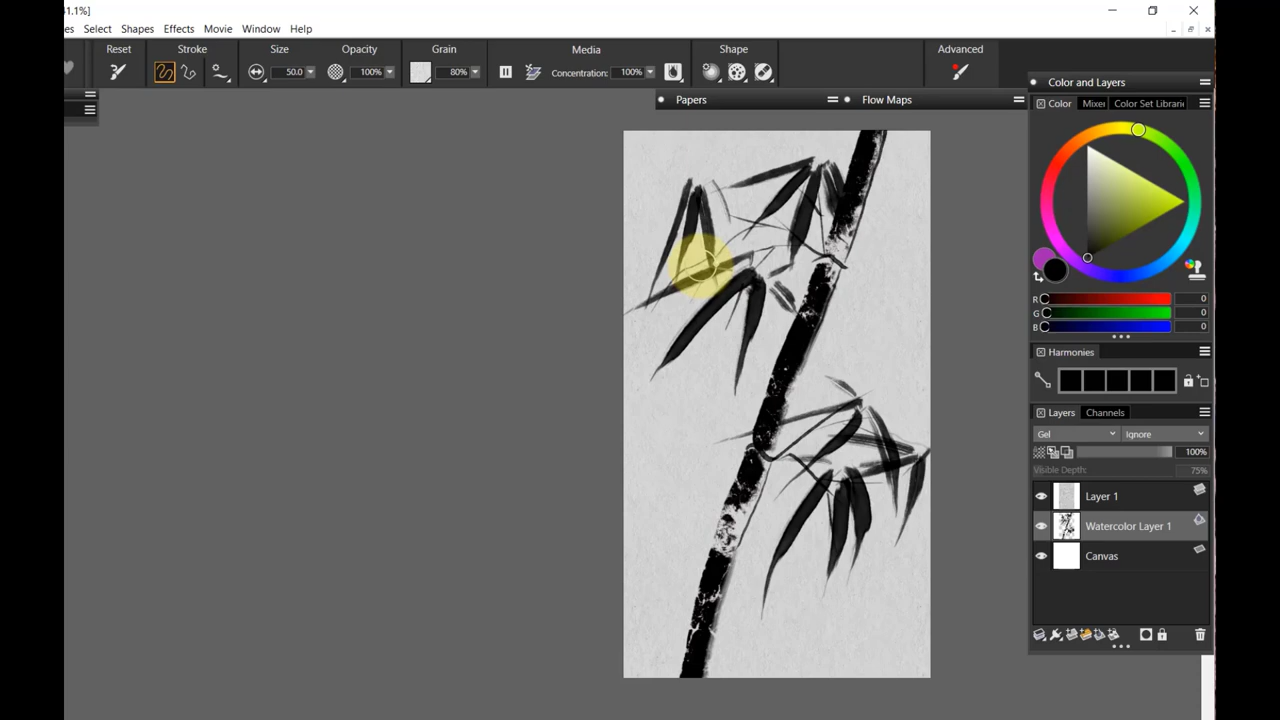 31.1%]
es Select Shapes Effects Movie Window Help
Reset Stroke Size Opacity Grain Media Shape Advanced
50.0 100% 80% Concentration: 100%
Papers Flow Maps
Color and Layers
Color Mixer Color Set Librari
R 0
G 0
B 0
Harmonies
Layers Channels
Gel Ignore
100%
Visible Depth: 75%
Layer 1
Watercolor Layer 1
Canvas